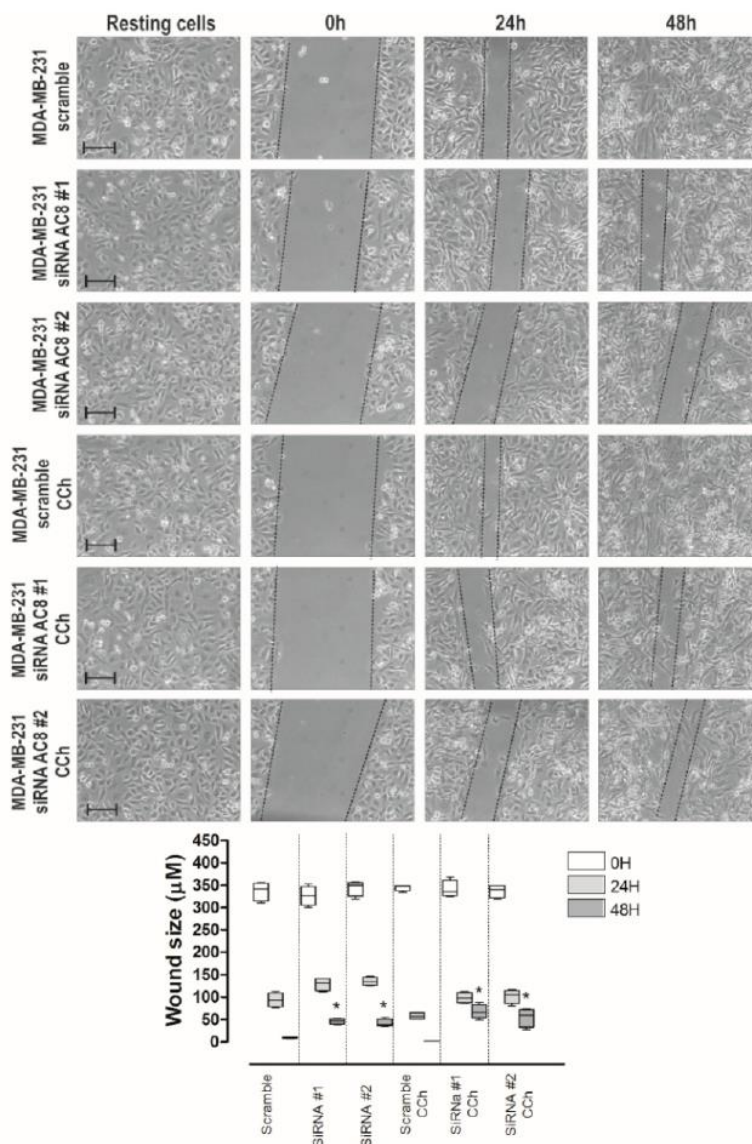 Resting cells 0h 24h 48h
MDA-MB-231
scramble
MDA-MB-231
siRNA AC8 #1
MDA-MB-231
siRNA AC8 #2
MDA-MB-231
scramble
CCh
MDA-MB-231
siRNA AC8 #1
CCh
MDA-MB-231
siRNA AC8 #2
CCh
Wound size (µM)
450
400
350
300
250
200
150
100
50
0
0H
24H
48H
* * * *
Scramble
SiRNA #1
SiRNA #2
Scramble
CCh
SiRNa #1
CCh
SiRNA #2
CCh